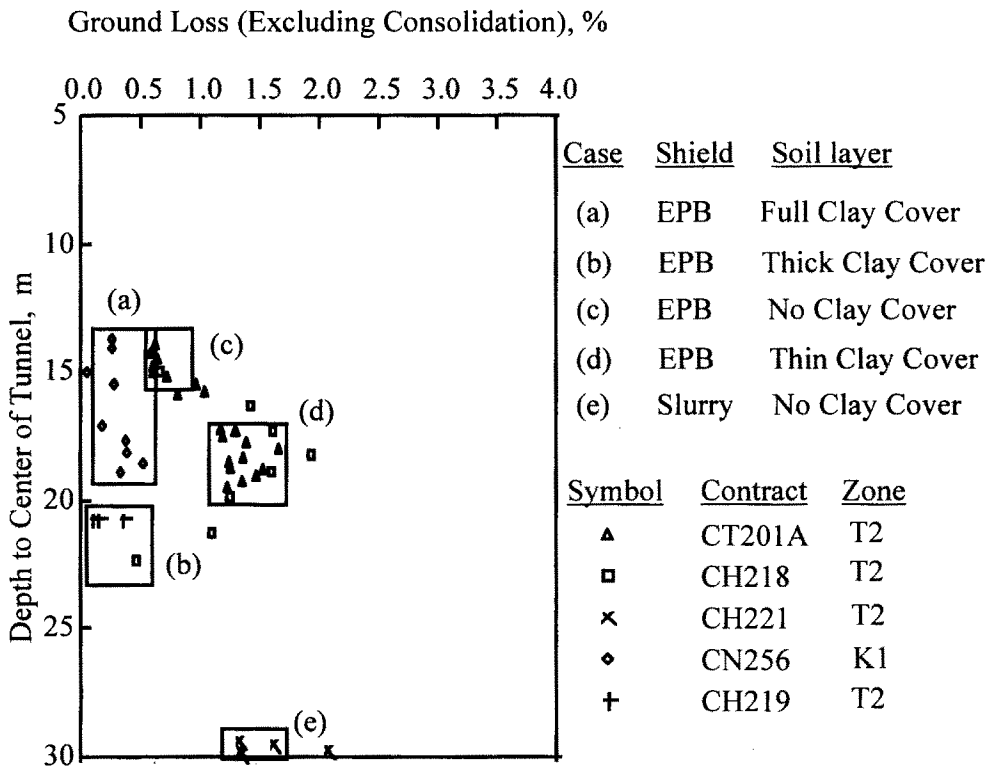 Ground Loss (Excluding Consolidation), %
0.0 0.5 1.0 1.5 2.0 2.5 3.0 3.5 4.0
5
10
15
20
25
30
Depth to Center of Tunnel, m
(a)
(c)
(d)
(b)
(e)
Case Shield Soil layer
(a) EPB Full Clay Cover
(b) EPB Thick Clay Cover
(c) EPB No Clay Cover
(d) EPB Thin Clay Cover
(e) Slurry No Clay Cover
Symbol Contract Zone
CT201A T2
CH218 T2
CH221 T2
CN256 K1
CH219 T2